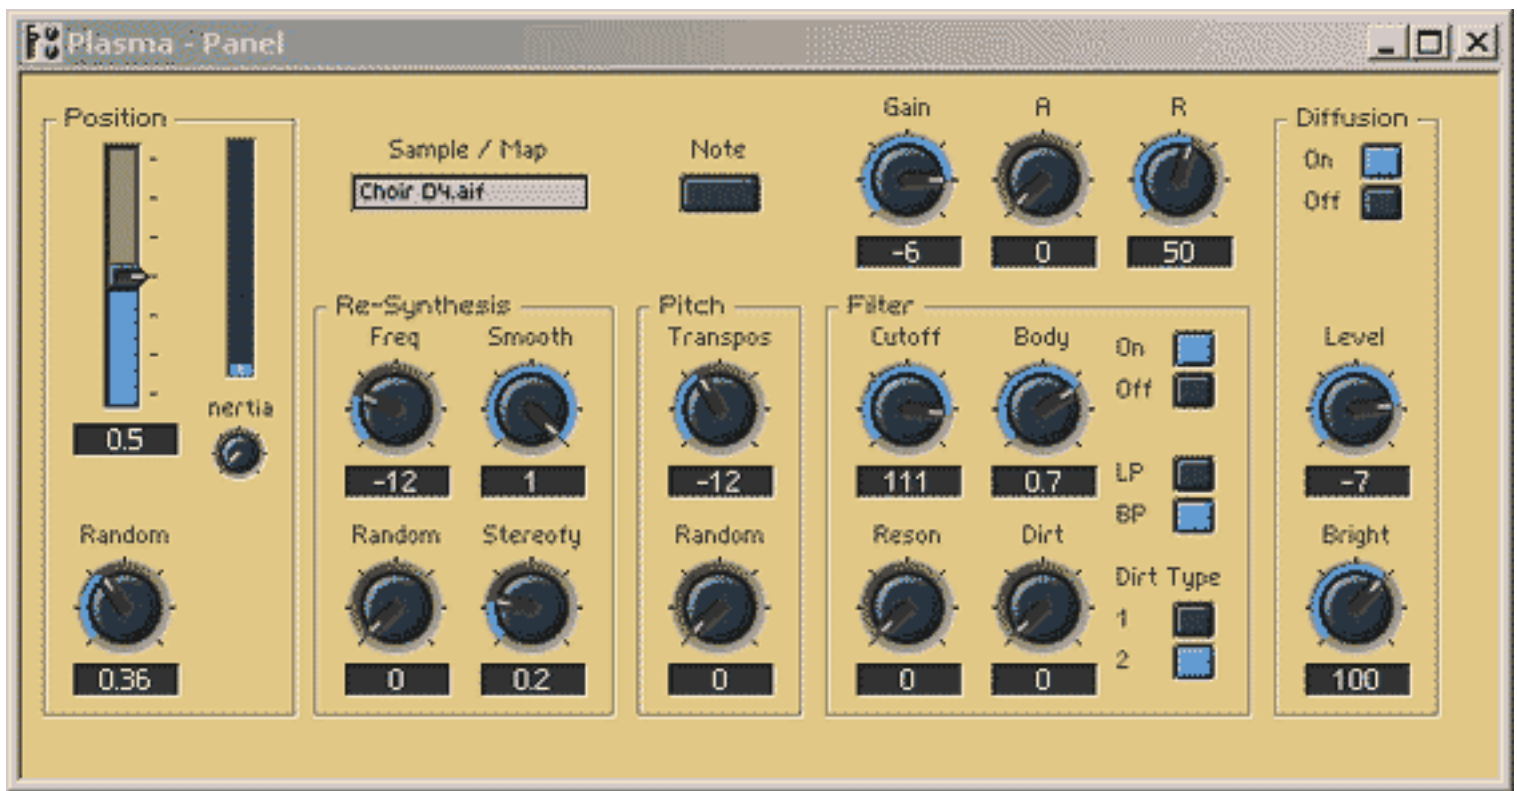 Plasma - Panel
Position
0.5
nertia
Random
0.36
Sample / Map
Choir D4.aif
Note
Gain
-6
A
0
R
50
Re-Synthesis
Freq
-12
Smooth
1
Random
0
Stereofy
0.2
Pitch
Transpos
-12
Random
0
Filter
Cutoff
111
Body
0.7
On
Off
LP
BP
Reson
0
Dirt
0
Dirt Type
1
2
Diffusion
On
Off
Level
-7
Bright
100